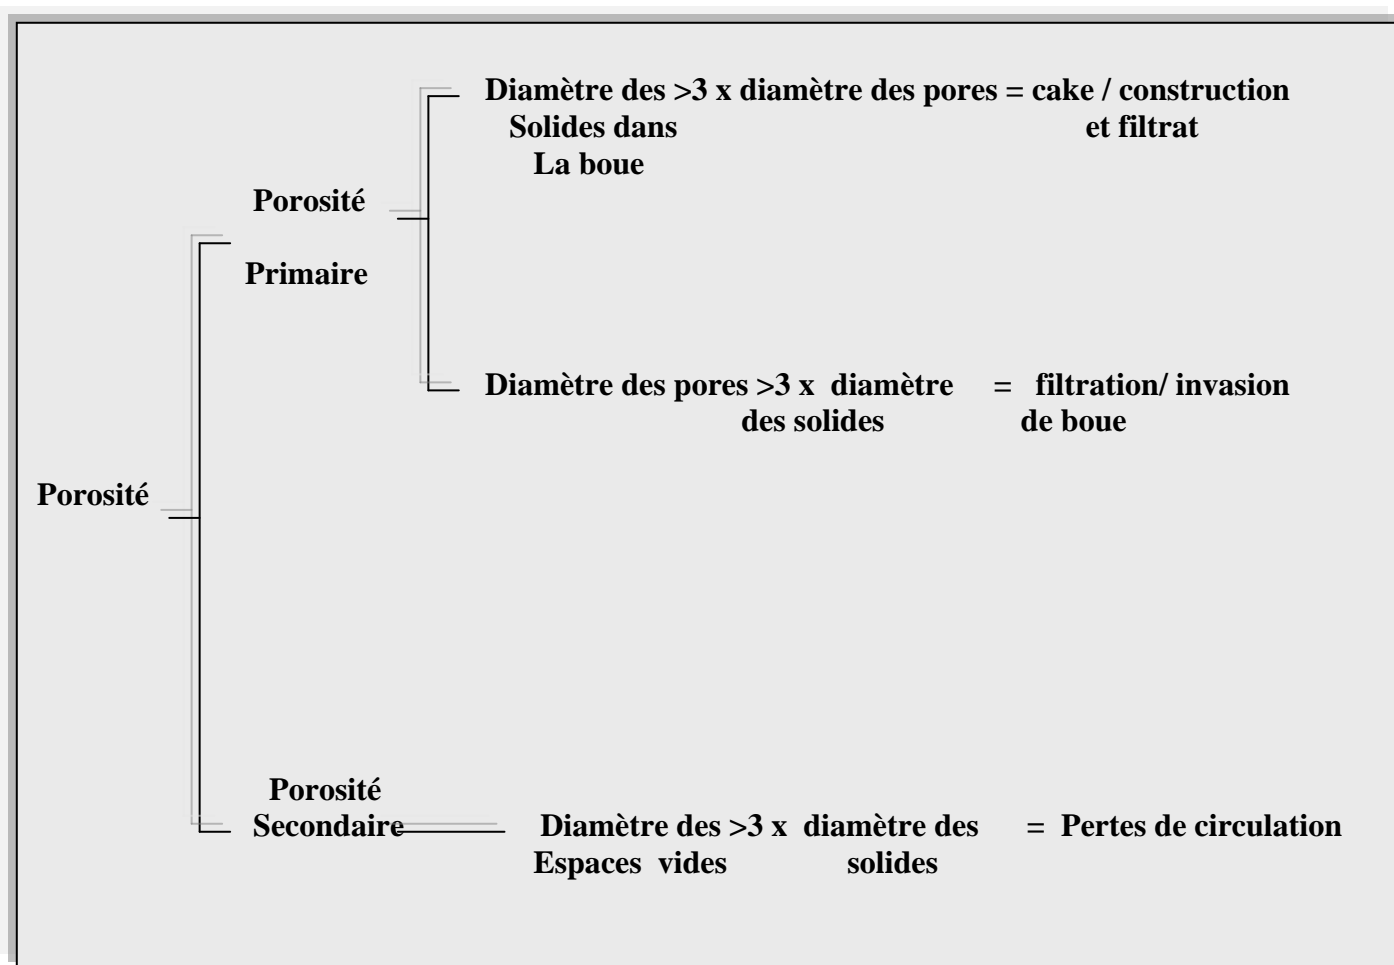 Diamètre des >3 x diamètre des pores = cake / construction
Solides dans et filtrat
La boue
Porosité
Primaire
Diamètre des pores >3 x diamètre = filtration/ invasion
des solides de boue
Porosité
Porosité
Secondaire Diamètre des >3 x diamètre des = Pertes de circulation
Espaces vides solides